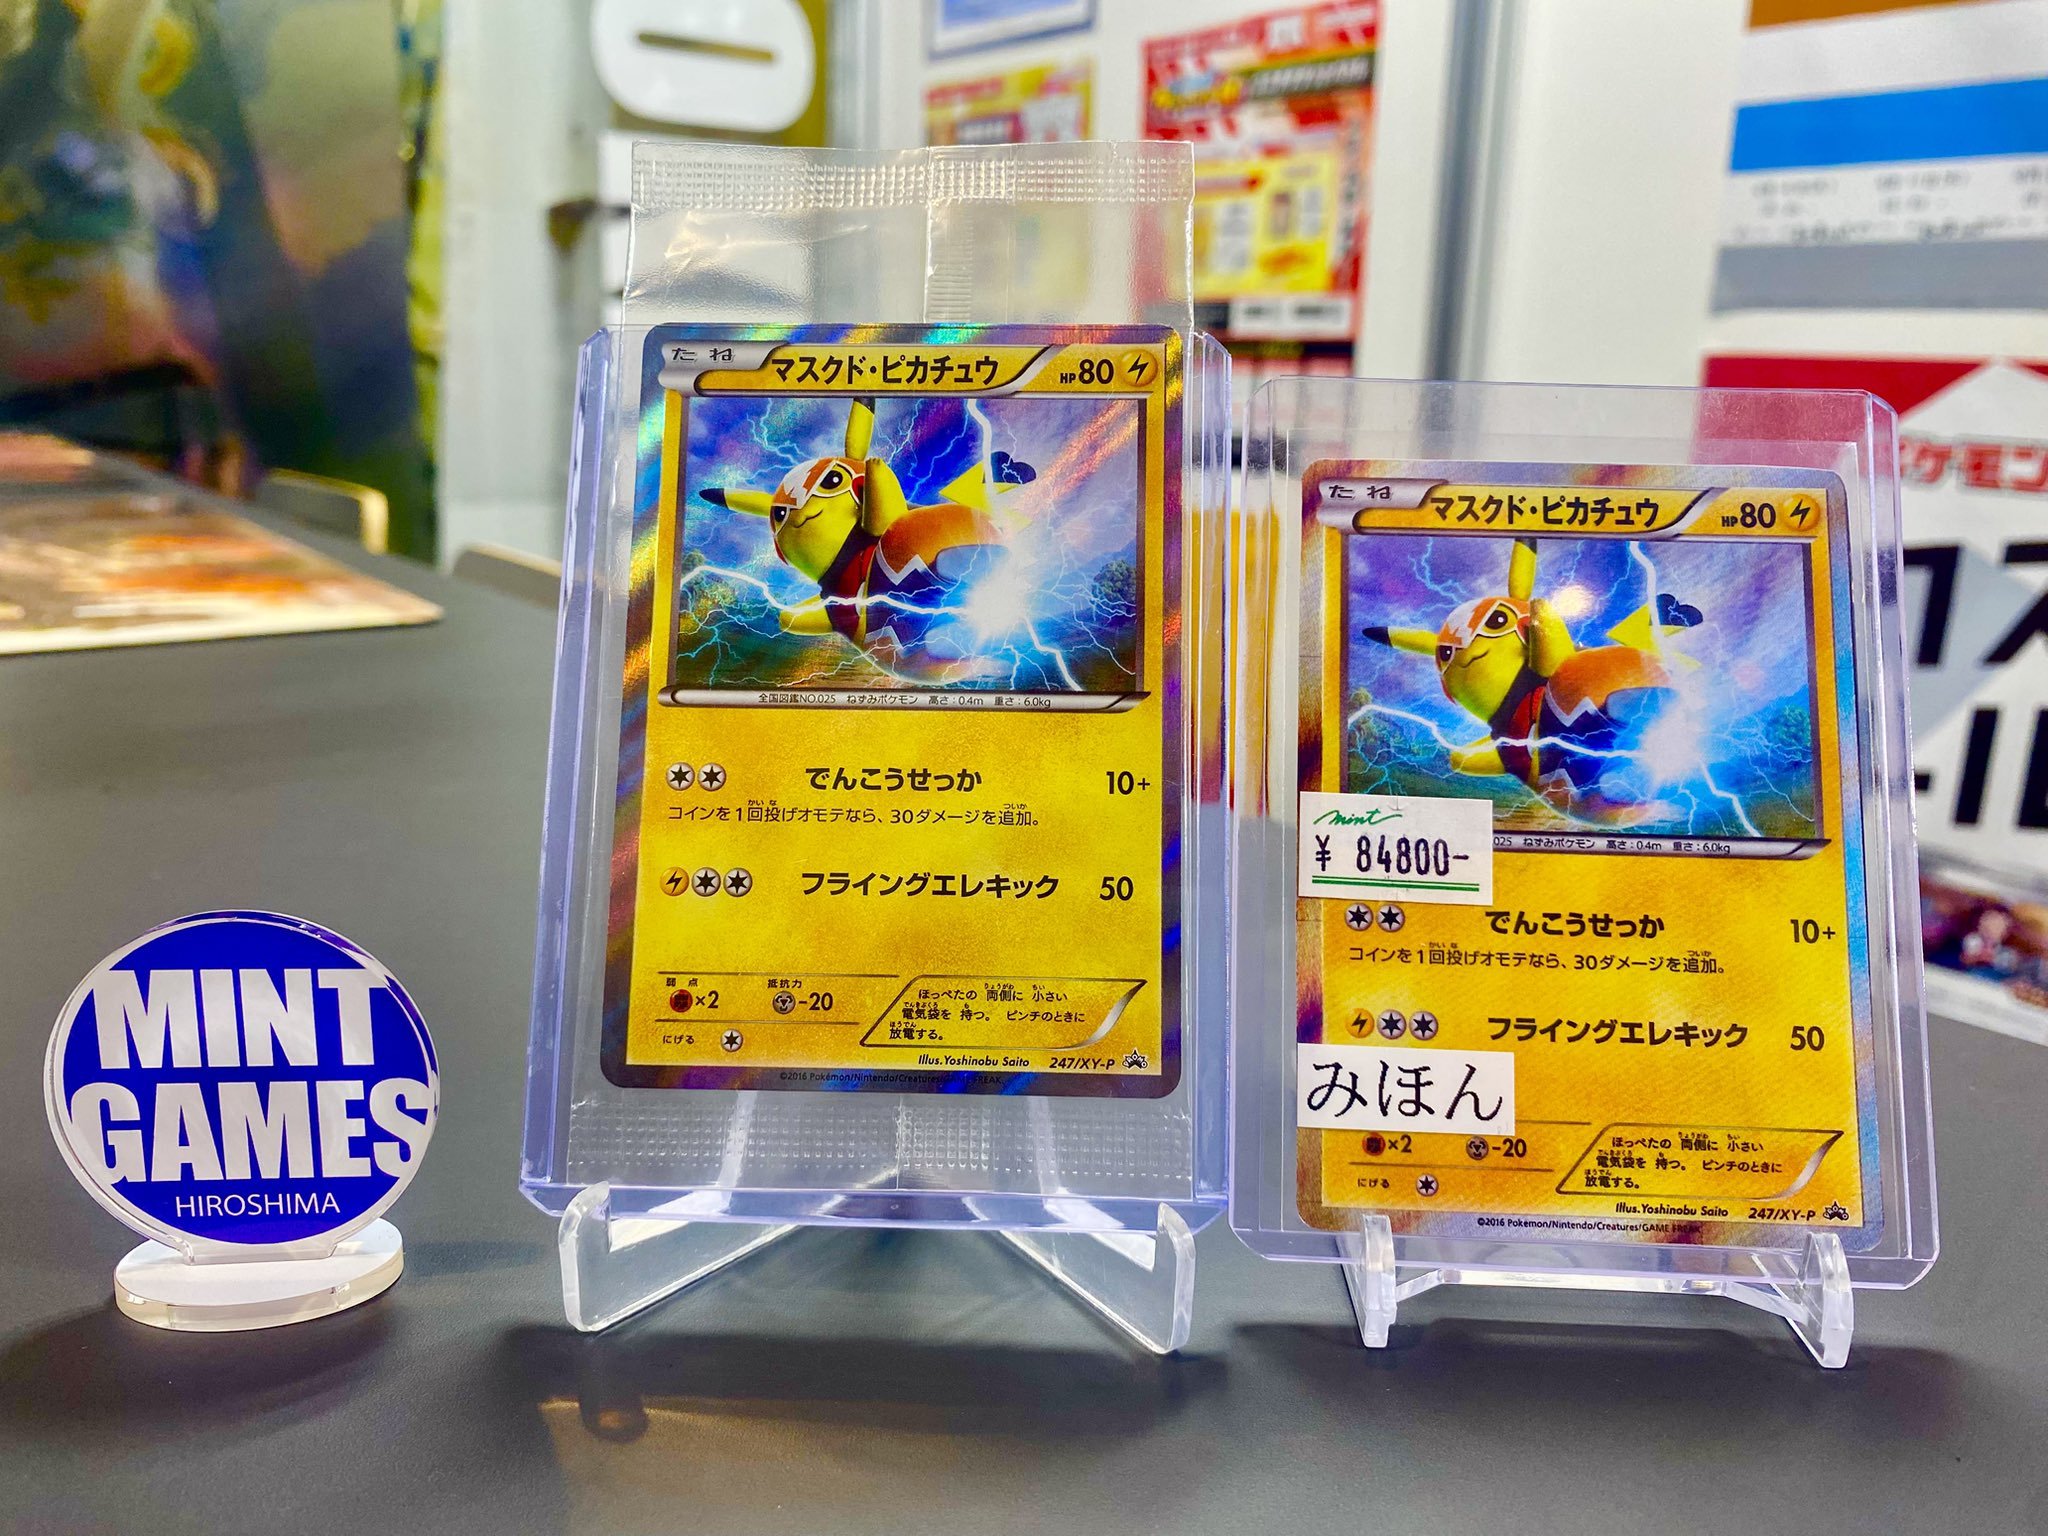 MINT
GAMES
HIROSHIMA
たね
マスクド・ピカチュウ
HP80
全国図鑑NO.025 ねずみポケモン 高さ:0.4m 重さ:6.0kg
でんこうせっか 10+
コインを1回投げオモテなら、30ダメージを追加。
フライングエレキック 50
弱点 ×2 抵抗力 -20
にげる
ほっぺたの 両側に 小さい
電気袋を 持つ。 ピンチのときに
放電する。
Illus.Yoshinobu Saito 247/XY-P
©2016 Pokémon/Nintendo/Creatures/GAME FREAK
たね
マスクド・ピカチュウ
HP80
mint
¥84800-
025 ねずみポケモン 高さ:0.4m 重さ:6.0kg
でんこうせっか 10+
コインを1回投げオモテなら、30ダメージを追加。
フライングエレキック 50
みほん
×2 -20
にげる
ほっぺたの 両側に 小さい
電気袋を 持つ。 ピンチのときに
放電する。
Illus.Yoshinobu Saito 247/XY-P
©2016 Pokémon/Nintendo/Creatures/GAME FREAK
ポケモン